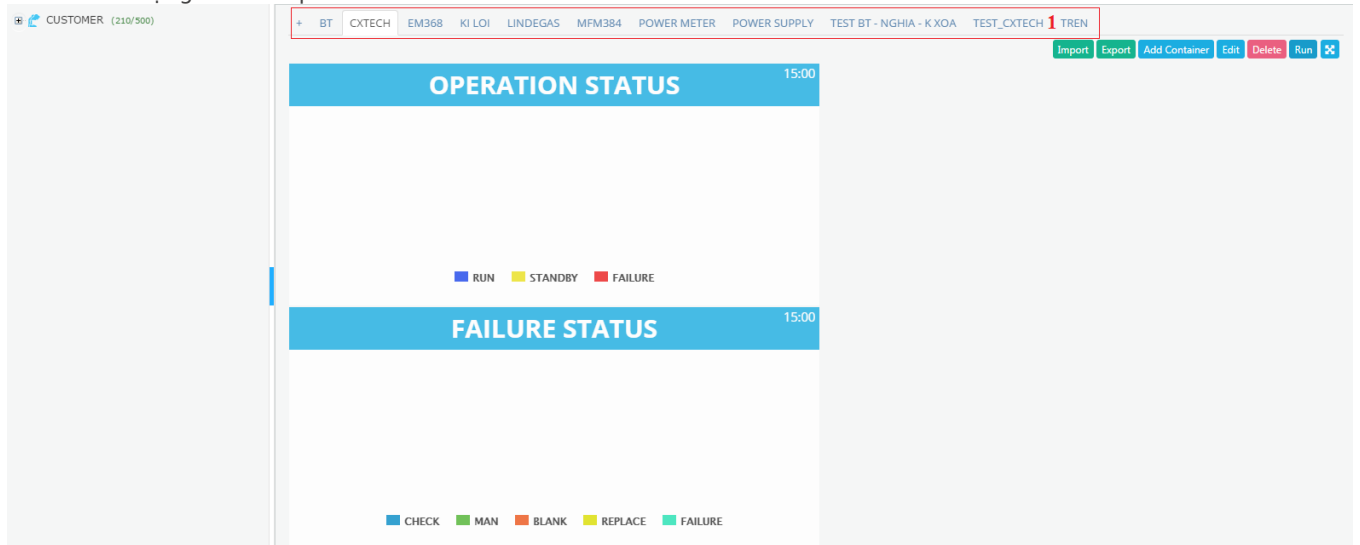 CUSTOMER (210/500)
+ BT CXTECH EM368 KI LOI LINDEGAS MFM384 POWER METER POWER SUPPLY TEST BT - NGHIA - K XOA TEST_CXTECH 1 TREN
Import Export Add Container Edit Delete Run
OPERATION STATUS 15:00
RUN STANDBY FAILURE
FAILURE STATUS 15:00
CHECK MAN BLANK REPLACE FAILURE